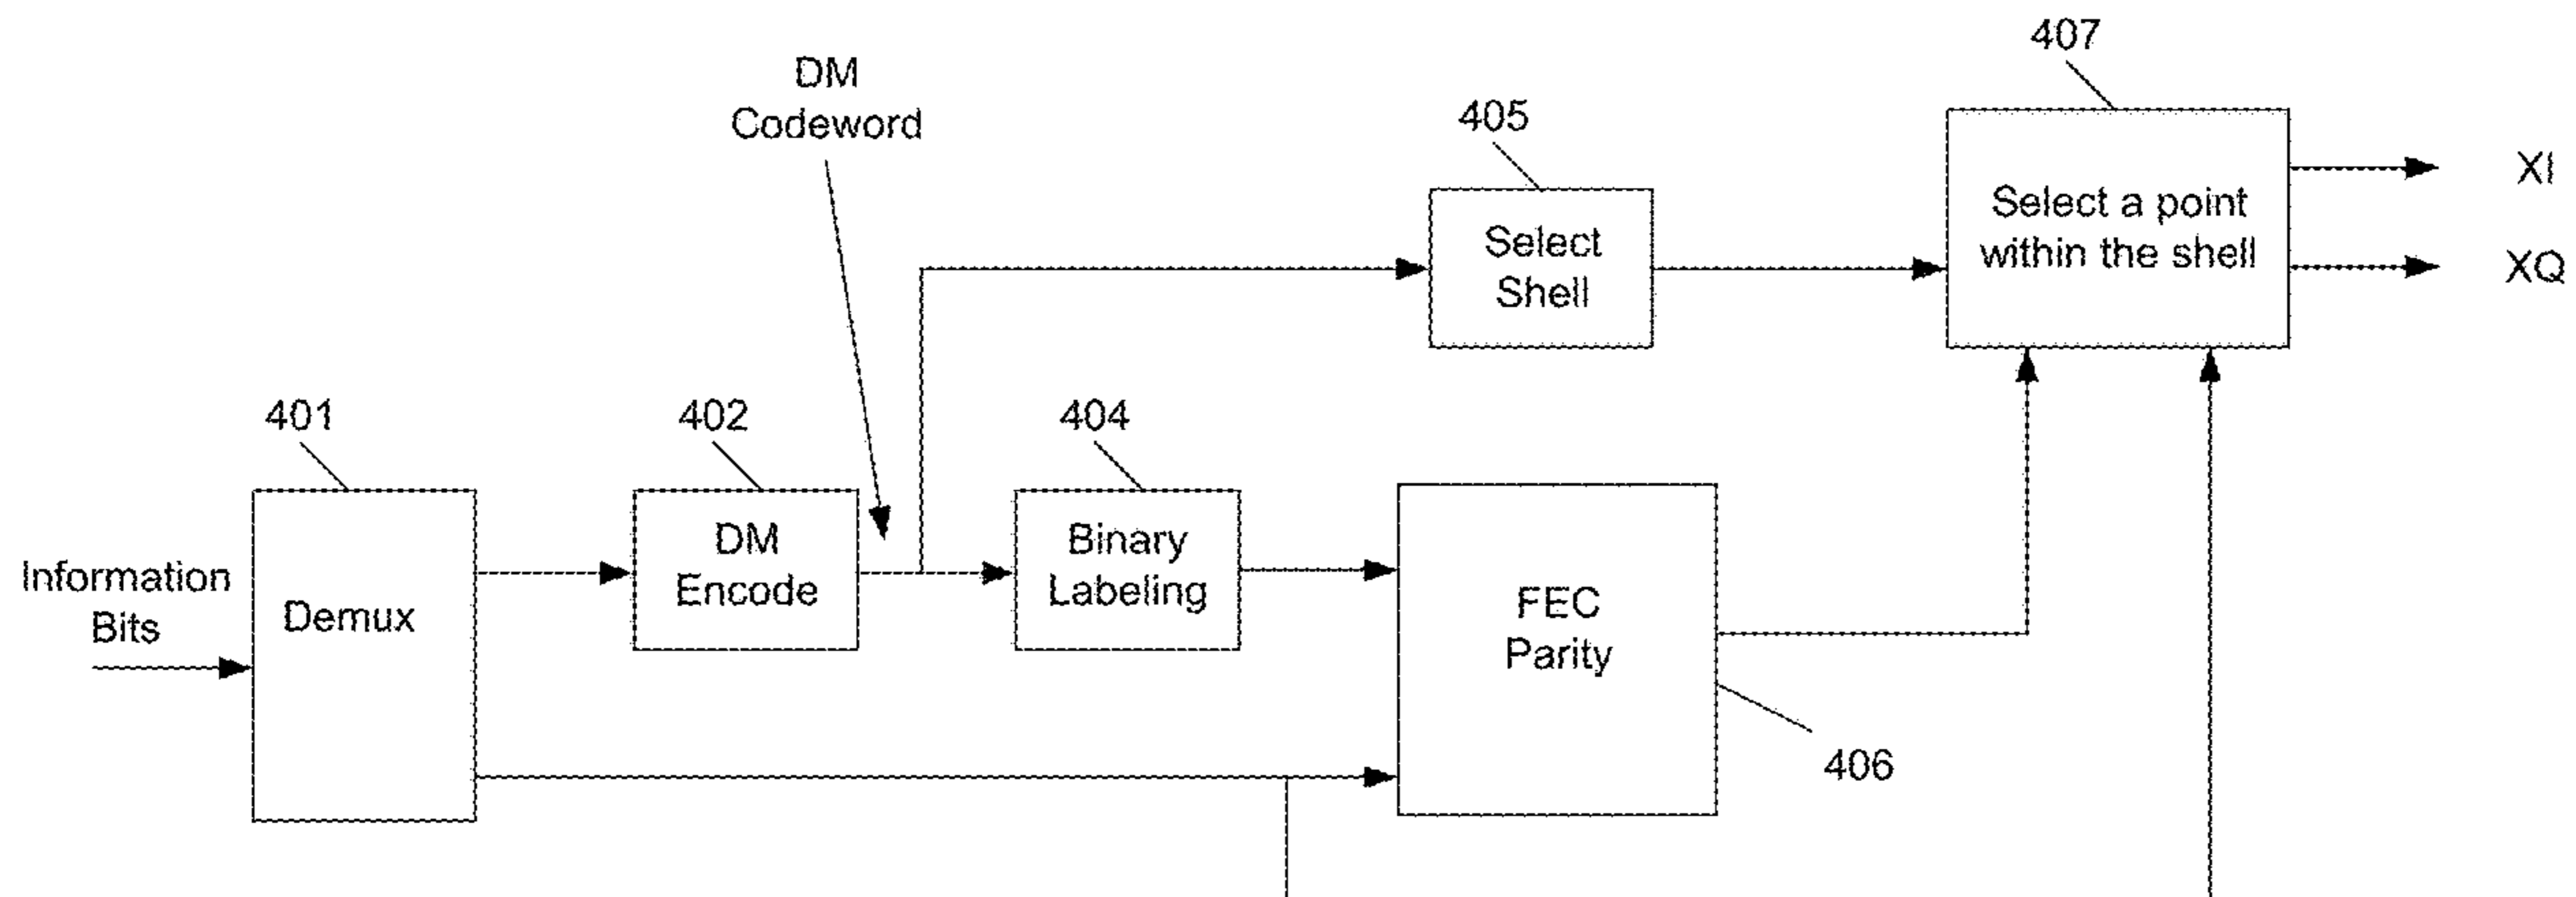 407
DM
Codeword
405
Select a point
within the shell
XI
XQ
Select
Shell
401
402
404
Information
Bits
Demux
DM
Encode
Binary
Labeling
FEC
Parity
406